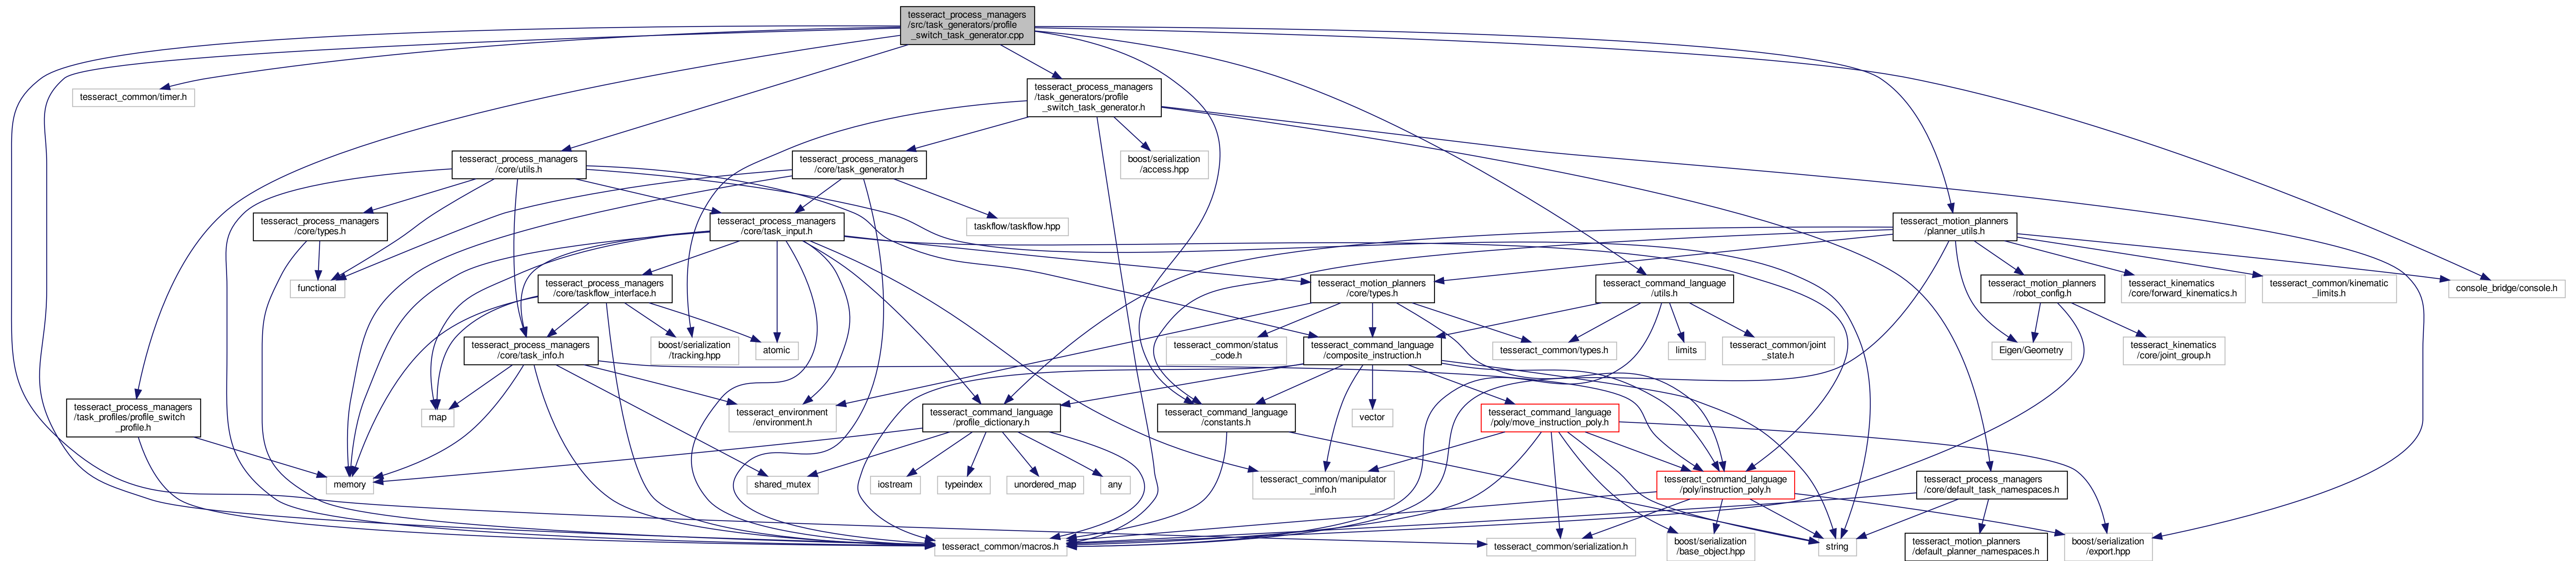 tesseract_process_managers
/src/task_generators/profile
_switch_task_generator.cpp
tesseract_common/timer.h
tesseract_process_managers
/task_generators/profile
_switch_task_generator.h
tesseract_process_managers
/core/utils.h
tesseract_process_managers
/core/task_generator.h
boost/serialization
/access.hpp
tesseract_process_managers
/core/types.h
tesseract_process_managers
/core/task_input.h
taskflow/taskflow.hpp
tesseract_motion_planners
/planner_utils.h
functional
tesseract_process_managers
/core/taskflow_interface.h
tesseract_motion_planners
/core/types.h
tesseract_command_language
/utils.h
tesseract_motion_planners
/robot_config.h
tesseract_kinematics
/core/forward_kinematics.h
tesseract_common/kinematic
_limits.h
console_bridge/console.h
tesseract_process_managers
/core/task_info.h
boost/serialization
/tracking.hpp
atomic
tesseract_common/status
_code.h
tesseract_command_language
/composite_instruction.h
tesseract_common/types.h
limits
tesseract_common/joint
_state.h
Eigen/Geometry
tesseract_kinematics
/core/joint_group.h
tesseract_process_managers
/task_profiles/profile_switch
_profile.h
map
tesseract_environment
/environment.h
tesseract_command_language
/profile_dictionary.h
tesseract_command_language
/constants.h
vector
tesseract_command_language
/poly/move_instruction_poly.h
memory
shared_mutex
iostream
typeindex
unordered_map
any
tesseract_common/manipulator
_info.h
tesseract_command_language
/poly/instruction_poly.h
tesseract_process_managers
/core/default_task_namespaces.h
tesseract_common/macros.h
tesseract_common/serialization.h
boost/serialization
/base_object.hpp
string
tesseract_motion_planners
/default_planner_namespaces.h
boost/serialization
/export.hpp